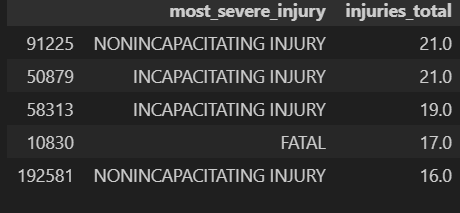 most_severe_injury injuries_total
91225 NONINCAPACITATING INJURY 21.0
50879 INCAPACITATING INJURY 21.0
58313 INCAPACITATING INJURY 19.0
10830 FATAL 17.0
192581 NONINCAPACITATING INJURY 16.0